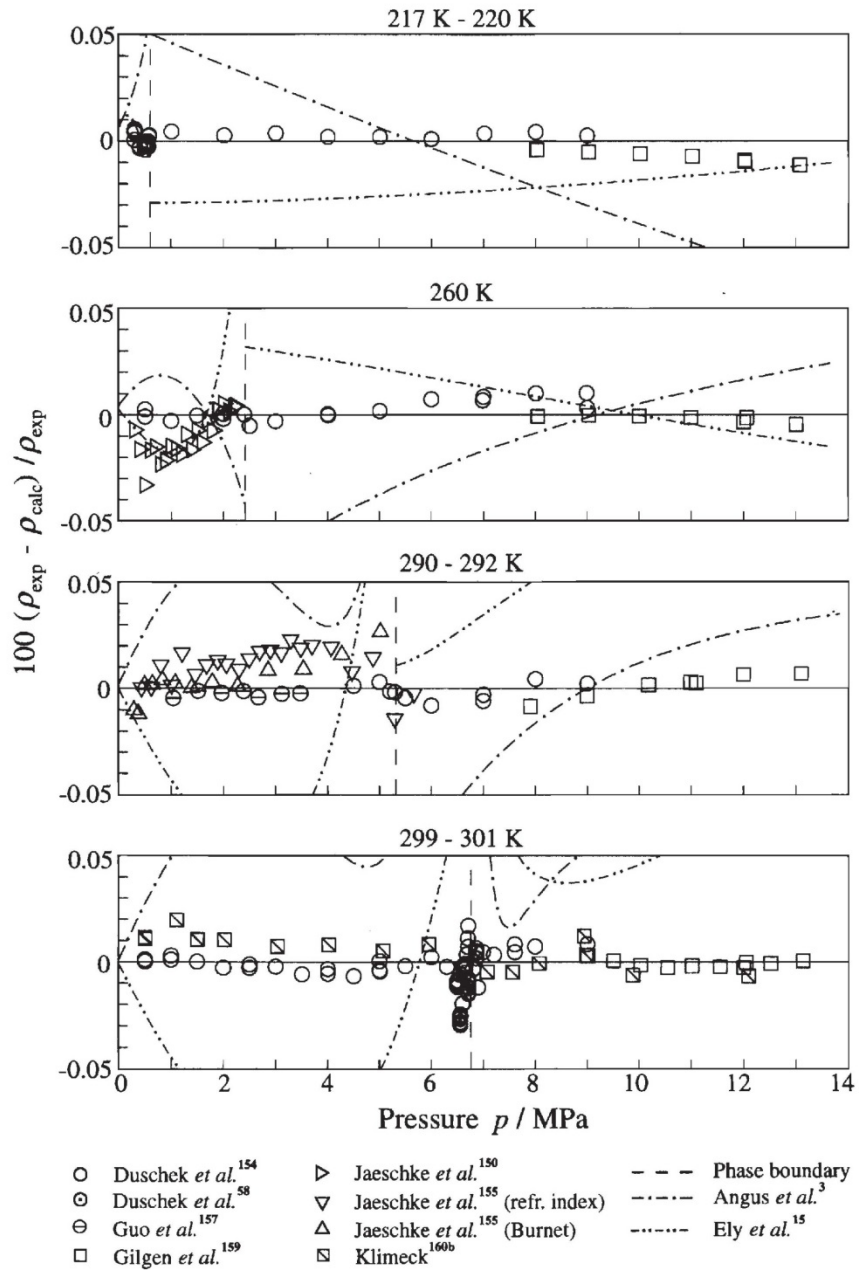 217 K - 220 K
0.05
0
-0.05
260 K
0.05
0
-0.05
290 - 292 K
0.05
0
-0.05
299 - 301 K
0.05
0
-0.05
0 2 4 6 8 10 12 14
100 (ρexp - ρcalc) / ρexp
Pressure p / MPa
Duschek et al.154
Duschek et al.58
Guo et al.157
Gilgen et al.159
Jaeschke et al.150
Jaeschke et al.155 (refr. index)
Jaeschke et al.155 (Burnet)
Klimeck160b
Phase boundary
Angus et al.3
Ely et al.15